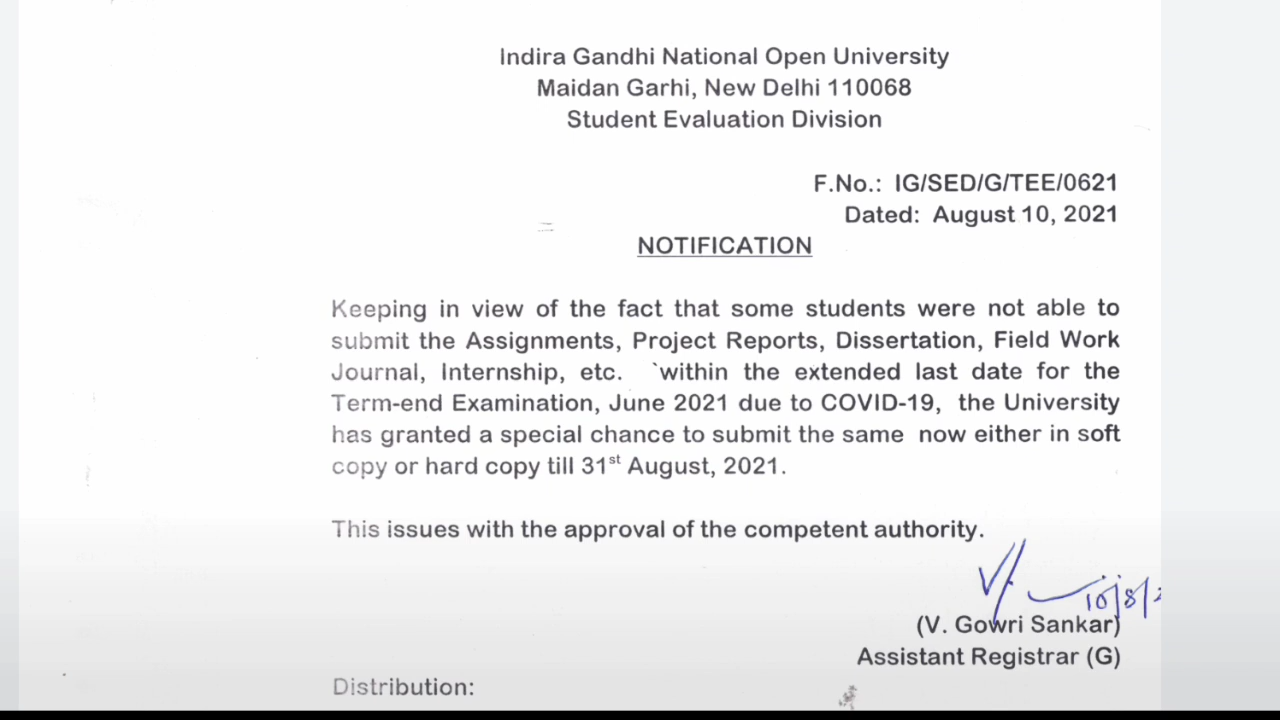 Indira Gandhi National Open University
Maidan Garhi, New Delhi 110068
Student Evaluation Division
F.No.: IG/SED/G/TEE/0621
Dated: August 10, 2021
NOTIFICATION
Keeping in view of the fact that some students were not able to
submit the Assignments, Project Reports, Dissertation, Field Work
Journal, Internship, etc. `within the extended last date for the
Term-end Examination, June 2021 due to COVID-19, the University
has granted a special chance to submit the same now either in soft
copy or hard copy till 31st August, 2021.
This issues with the approval of the competent authority.
10/8/
(V. Gowri Sankar)
Assistant Registrar (G)
Distribution: